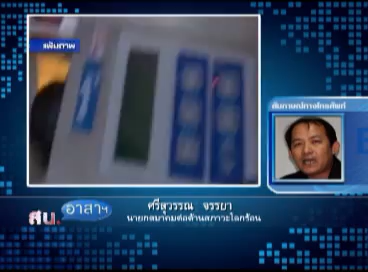 แฟ้มภาพ
สัมภาษณ์ทางโทรศัพท์
ศรีสุวรรณ จรรยา
นายกสมาคมต่อต้านสภาวะโลกร้อน
สน. อาสาฯ